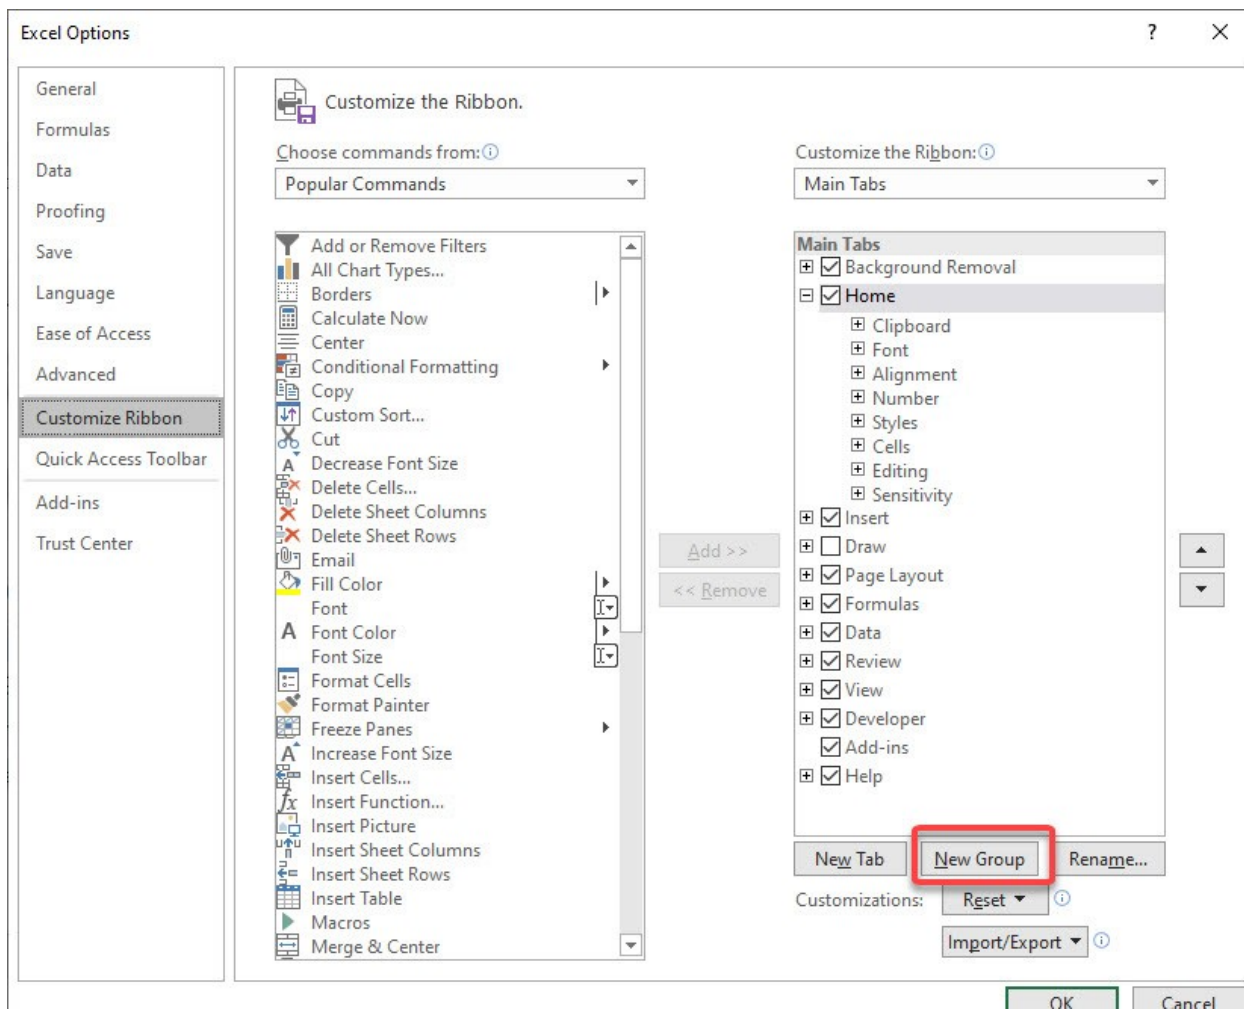 Excel Options
?
General
Formulas
Data
Proofing
Save
Language
Ease of Access
Advanced
Customize Ribbon
Quick Access Toolbar
Add-ins
Trust Center
Customize the Ribbon.
Choose commands from:
Popular Commands
Add or Remove Filters
All Chart Types...
Borders
Calculate Now
Center
Conditional Formatting
Copy
Custom Sort...
Cut
Decrease Font Size
Delete Cells...
Delete Sheet Columns
Delete Sheet Rows
Email
Fill Color
Font
Font Color
Font Size
Format Cells
Format Painter
Freeze Panes
Increase Font Size
Insert Cells...
Insert Function...
Insert Picture
Insert Sheet Columns
Insert Sheet Rows
Insert Table
Macros
Merge & Center
Add >>
<< Remove
Customize the Ribbon:
Main Tabs
Main Tabs
Background Removal
Home
Clipboard
Font
Alignment
Number
Styles
Cells
Editing
Sensitivity
Insert
Draw
Page Layout
Formulas
Data
Review
View
Developer
Add-ins
Help
New Tab New Group Rename...
Customizations: Reset
Import/Export
OK Cancel